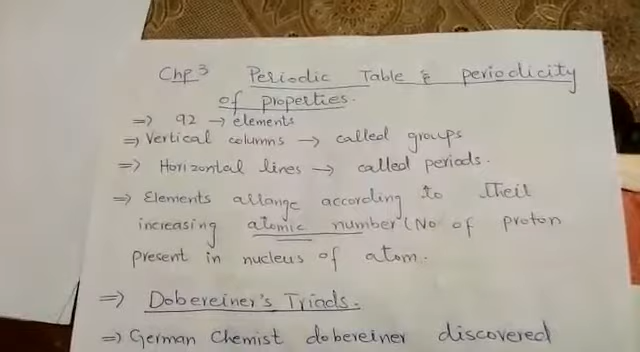 Chp 3 Periodic Table & periodicity
of properties.
=> 92 → elements
=> Vertical columns → called groups
=> Horizontal lines → called periods.
=> Elements arrange according to their
increasing atomic number (No of proton
present in nucleus of atom.
=> Dobereiner's Triads.
=> German Chemist dobereiner discovered